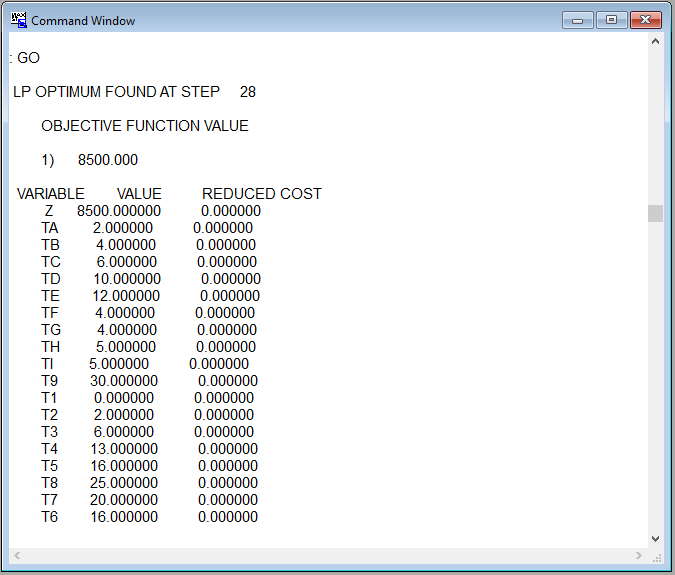 Command Window
: GO
LP OPTIMUM FOUND AT STEP 28
OBJECTIVE FUNCTION VALUE
1) 8500.000
VARIABLE VALUE REDUCED COST
Z 8500.000000 0.000000
TA 2.000000 0.000000
TB 4.000000 0.000000
TC 6.000000 0.000000
TD 10.000000 0.000000
TE 12.000000 0.000000
TF 4.000000 0.000000
TG 4.000000 0.000000
TH 5.000000 0.000000
TI 5.000000 0.000000
T9 30.000000 0.000000
T1 0.000000 0.000000
T2 2.000000 0.000000
T3 6.000000 0.000000
T4 13.000000 0.000000
T5 16.000000 0.000000
T8 25.000000 0.000000
T7 20.000000 0.000000
T6 16.000000 0.000000